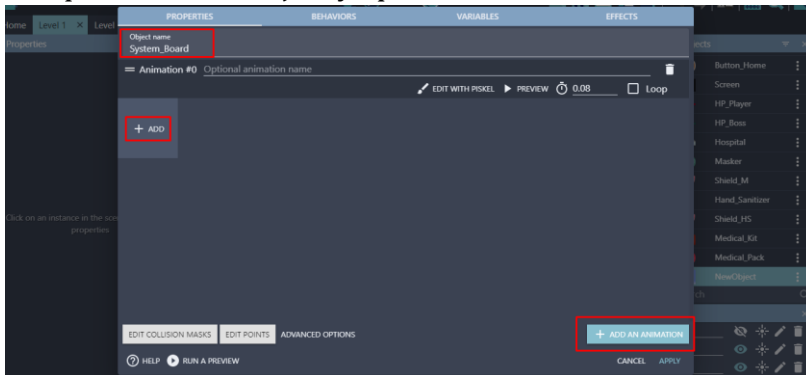 Home Level 1 × Level
Properties
PROPERTIES BEHAVIORS VARIABLES EFFECTS
Object name
System_Board
Animation #0 Optional animation name
EDIT WITH PISKEL PREVIEW 0.08 Loop
+ ADD
Click on an instance in the sce
properties
Button_Home
Screen
HP_Player
HP_Boss
Hospital
Masker
Shield_M
Hand_Sanitizer
Shield_HS
Medical_Kit
Medical_Pack
NewObject
EDIT COLLISION MASKS EDIT POINTS ADVANCED OPTIONS + ADD AN ANIMATION
HELP RUN A PREVIEW CANCEL APPLY